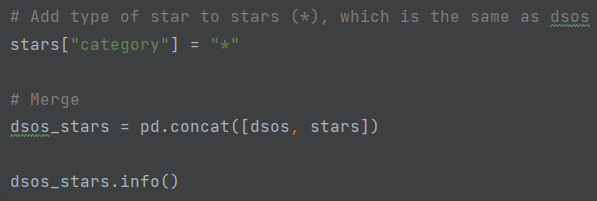 # Add type of star to stars (*), which is the same as dsos
stars["category"] = "*"
# Merge
dsos_stars = pd.concat([dsos, stars])
dsos_stars.info()